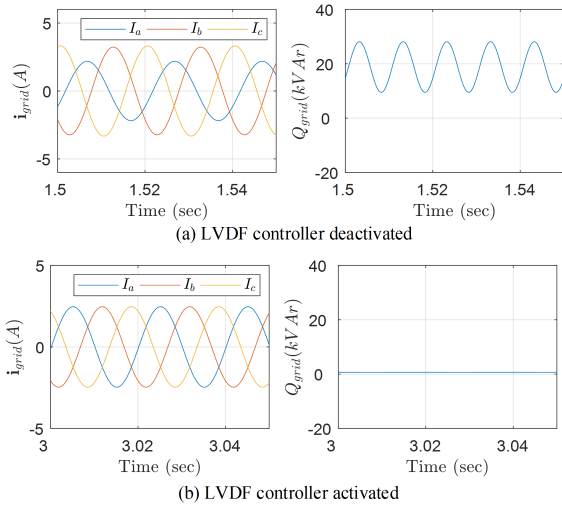 I_a I_b I_c
i_grid(A)
5
0
-5
1.5 1.52 1.54
Time (sec)
Q_grid(kVAr)
40
20
0
-20
1.5 1.52 1.54
Time (sec)
(a) LVDF controller deactivated
I_a I_b I_c
i_grid(A)
5
0
-5
3 3.02 3.04
Time (sec)
Q_grid(kVAr)
40
20
0
-20
3 3.02 3.04
Time (sec)
(b) LVDF controller activated